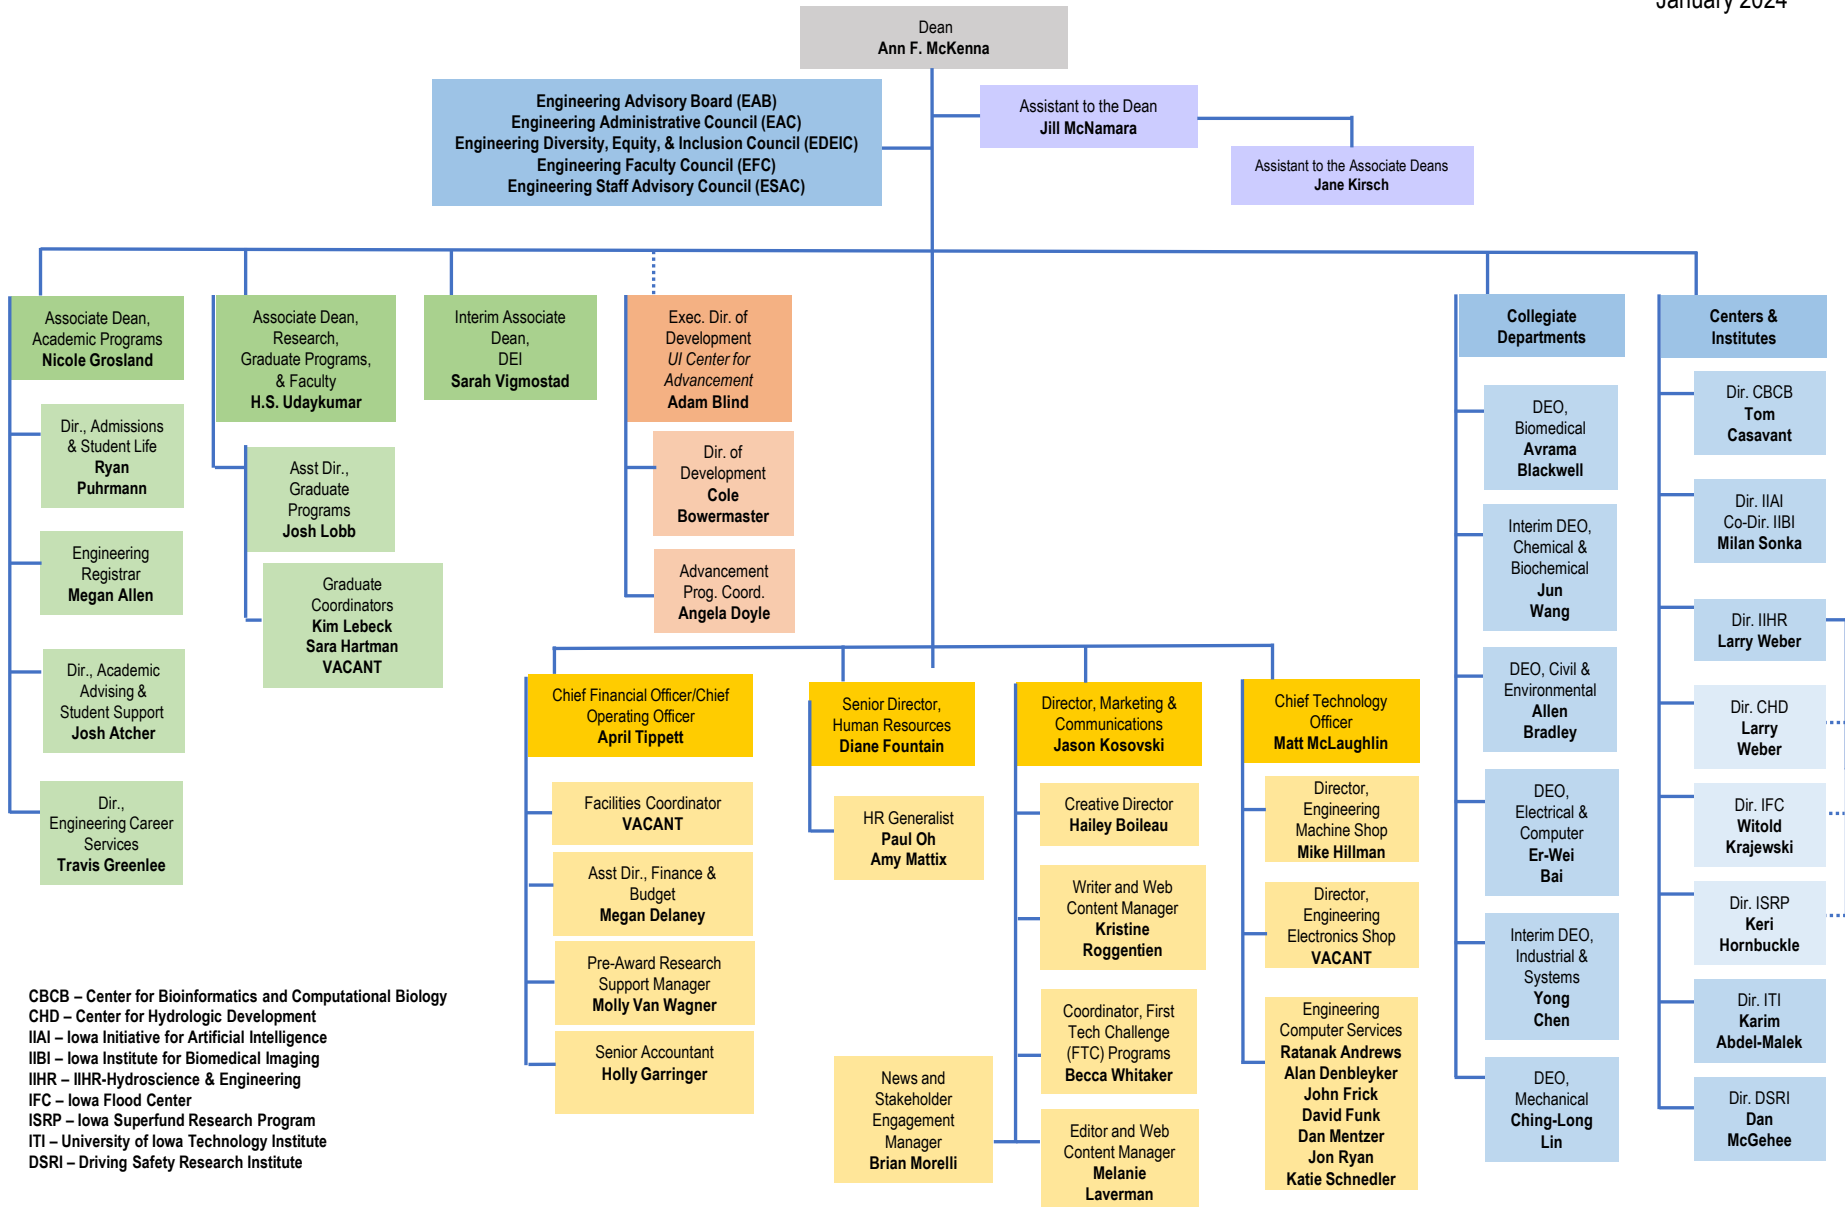 January 2024
Dean
Ann F. McKenna
Engineering Advisory Board (EAB)
Engineering Administrative Council (EAC)
Engineering Diversity, Equity, & Inclusion Council (EDEIC)
Engineering Faculty Council (EFC)
Engineering Staff Advisory Council (ESAC)
Assistant to the Dean
Jill McNamara
Assistant to the Associate Deans
Jane Kirsch
Associate Dean,
Academic Programs
Nicole Grosland
Dir., Admissions
& Student Life
Ryan
Puhrmann
Engineering
Registrar
Megan Allen
Dir., Academic
Advising &
Student Support
Josh Atcher
Dir.,
Engineering Career
Services
Travis Greenlee
Associate Dean,
Research,
Graduate Programs,
& Faculty
H.S. Udaykumar
Asst Dir.,
Graduate
Programs
Josh Lobb
Graduate
Coordinators
Kim Lebeck
Sara Hartman
VACANT
Interim Associate
Dean,
DEI
Sarah Vigmostad
Exec. Dir. of
Development
UI Center for
Advancement
Adam Blind
Dir. of
Development
Cole
Bowermaster
Advancement
Prog. Coord.
Angela Doyle
Chief Financial Officer/Chief
Operating Officer
April Tippett
Facilities Coordinator
VACANT
Asst Dir., Finance &
Budget
Megan Delaney
Pre-Award Research
Support Manager
Molly Van Wagner
Senior Accountant
Holly Garringer
Senior Director,
Human Resources
Diane Fountain
HR Generalist
Paul Oh
Amy Mattix
Director, Marketing &
Communications
Jason Kosovski
Creative Director
Hailey Boileau
Writer and Web
Content Manager
Kristine
Roggentien
Coordinator, First
Tech Challenge
(FTC) Programs
Becca Whitaker
News and
Stakeholder
Engagement
Manager
Brian Morelli
Editor and Web
Content Manager
Melanie
Laverman
Chief Technology
Officer
Matt McLaughlin
Director,
Engineering
Machine Shop
Mike Hillman
Director,
Engineering
Electronics Shop
VACANT
Engineering
Computer Services
Ratanak Andrews
Alan Denbleyker
John Frick
David Funk
Dan Mentzer
Jon Ryan
Katie Schnedler
Collegiate
Departments
DEO,
Biomedical
Avrama
Blackwell
Interim DEO,
Chemical &
Biochemical
Jun
Wang
DEO, Civil &
Environmental
Allen
Bradley
DEO,
Electrical &
Computer
Er-Wei
Bai
Interim DEO,
Industrial &
Systems
Yong
Chen
DEO,
Mechanical
Ching-Long
Lin
Centers &
Institutes
Dir. CBCB
Tom
Casavant
Dir. IIAI
Co-Dir. IIBI
Milan Sonka
Dir. IIHR
Larry Weber
Dir. CHD
Larry
Weber
Dir. IFC
Witold
Krajewski
Dir. ISRP
Keri
Hornbuckle
Dir. ITI
Karim
Abdel-Malek
Dir. DSRI
Dan
McGehee
CBCB – Center for Bioinformatics and Computational Biology
CHD – Center for Hydrologic Development
IIAI – Iowa Initiative for Artificial Intelligence
IIBI – Iowa Institute for Biomedical Imaging
IIHR – IIHR-Hydroscience & Engineering
IFC – Iowa Flood Center
ISRP – Iowa Superfund Research Program
ITI – University of Iowa Technology Institute
DSRI – Driving Safety Research Institute